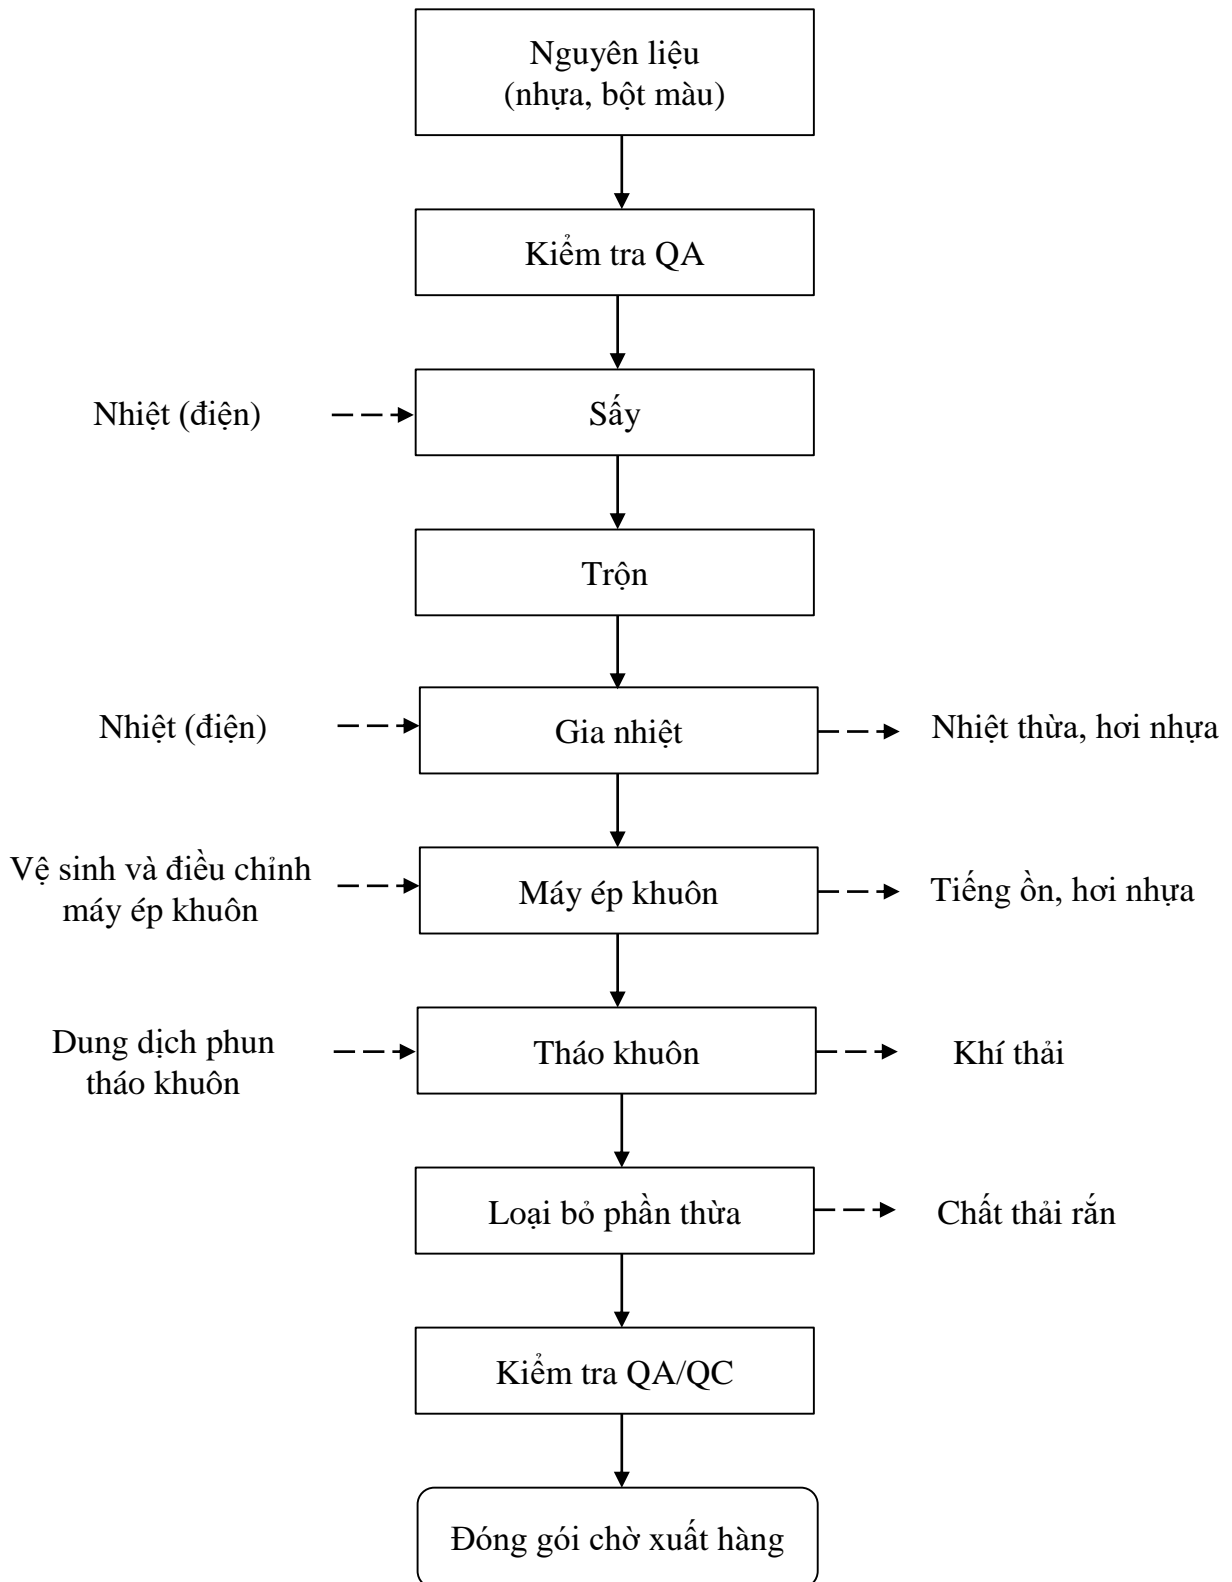 Nguyên liệu
(nhựa, bột màu)
Kiểm tra QA
Nhiệt (điện)
Sấy
Trộn
Nhiệt (điện)
Gia nhiệt
Nhiệt thừa, hơi nhựa
Vệ sinh và điều chỉnh
máy ép khuôn
Máy ép khuôn
Tiếng ồn, hơi nhựa
Dung dịch phun
tháo khuôn
Tháo khuôn
Khí thải
Loại bỏ phần thừa
Chất thải rắn
Kiểm tra QA/QC
Đóng gói chờ xuất hàng